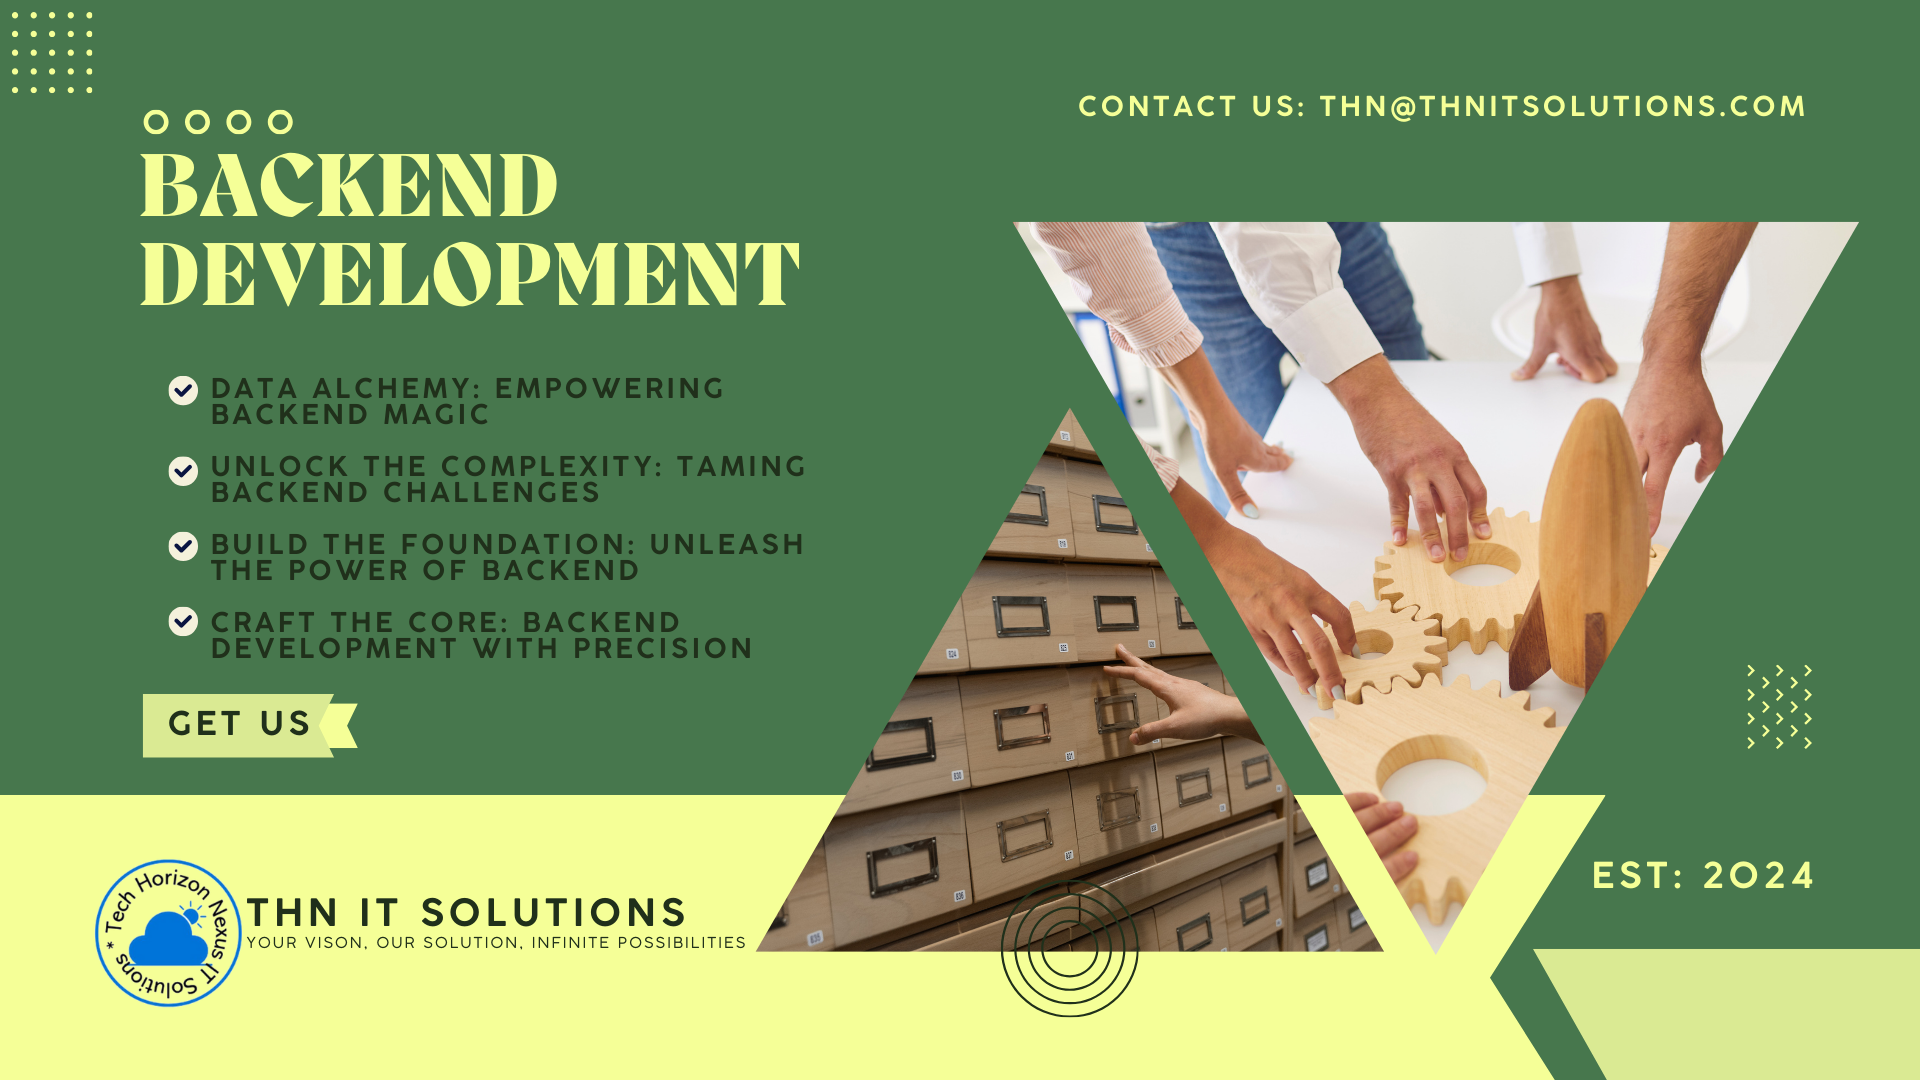 CONTACT US: THN@THNITSOLUTIONS.COM
BACKEND
DEVELOPMENT
DATA ALCHEMY: EMPOWERING
BACKEND MAGIC
UNLOCK THE COMPLEXITY: TAMING
BACKEND CHALLENGES
BUILD THE FOUNDATION: UNLEASH
THE POWER OF BACKEND
CRAFT THE CORE: BACKEND
DEVELOPMENT WITH PRECISION
GET US
Tech Horizon Nexus IT Solutions *
THN IT SOLUTIONS
YOUR VISON, OUR SOLUTION, INFINITE POSSIBILITIES
EST: 2024